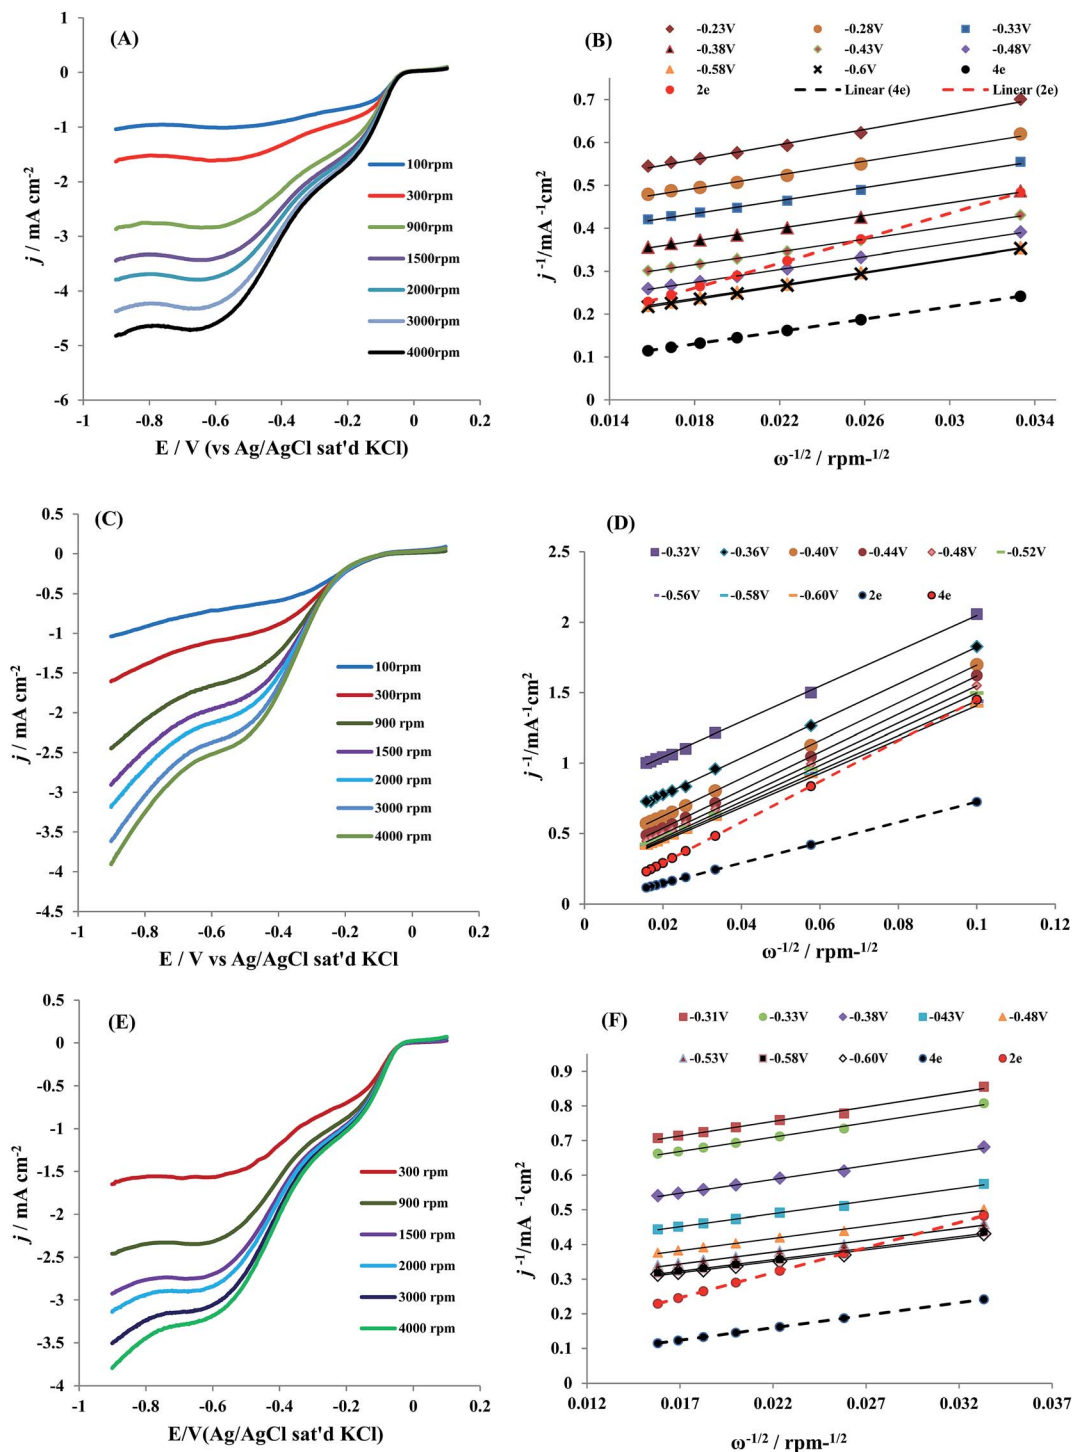 (A)
1
0
-1
-2
-3
-4
-5
-6
-1 -0.8 -0.6 -0.4 -0.2 0 0.2
j / mA cm-2
E / V (vs Ag/AgCl sat'd KCl)
100rpm
300rpm
900rpm
1500rpm
2000rpm
3000rpm
4000rpm
(B)
-0.23V -0.28V -0.33V
-0.38V -0.43V -0.48V
-0.58V -0.6V 4e
2e Linear (4e) Linear (2e)
0.7
0.6
0.5
0.4
0.3
0.2
0.1
0
0.014 0.018 0.022 0.026 0.03 0.034
j -1/mA -1cm2
ω-1/2 / rpm-1/2
(C)
0.5
0
-0.5
-1
-1.5
-2
-2.5
-3
-3.5
-4
-4.5
-1 -0.8 -0.6 -0.4 -0.2 0 0.2
j / mA cm-2
E / V vs Ag/AgCl sat'd KCl
100rpm
300rpm
900 rpm
1500 rpm
2000 rpm
3000 rpm
4000 rpm
(D)
-0.32V -0.36V -0.40V -0.44V -0.48V -0.52V
-0.56V -0.58V -0.60V 2e 4e
2.5
2
1.5
1
0.5
0
0 0.02 0.04 0.06 0.08 0.1 0.12
j -1/mA-1cm2
ω-1/2 / rpm-1/2
(E)
0.5
0
-0.5
-1
-1.5
-2
-2.5
-3
-3.5
-4
-1 -0.8 -0.6 -0.4 -0.2 0 0.2
j / mA cm-2
E/V(Ag/AgCl sat'd KCl)
300 rpm
900 rpm
1500 rpm
2000 rpm
3000 rpm
4000 rpm
(F)
-0.31V -0.33V -0.38V -043V -0.48V
-0.53V -0.58V -0.60V 4e 2e
0.9
0.8
0.7
0.6
0.5
0.4
0.3
0.2
0.1
0
0.012 0.017 0.022 0.027 0.032 0.037
j-1/mA -1cm2
ω-1/2 / rpm-1/2